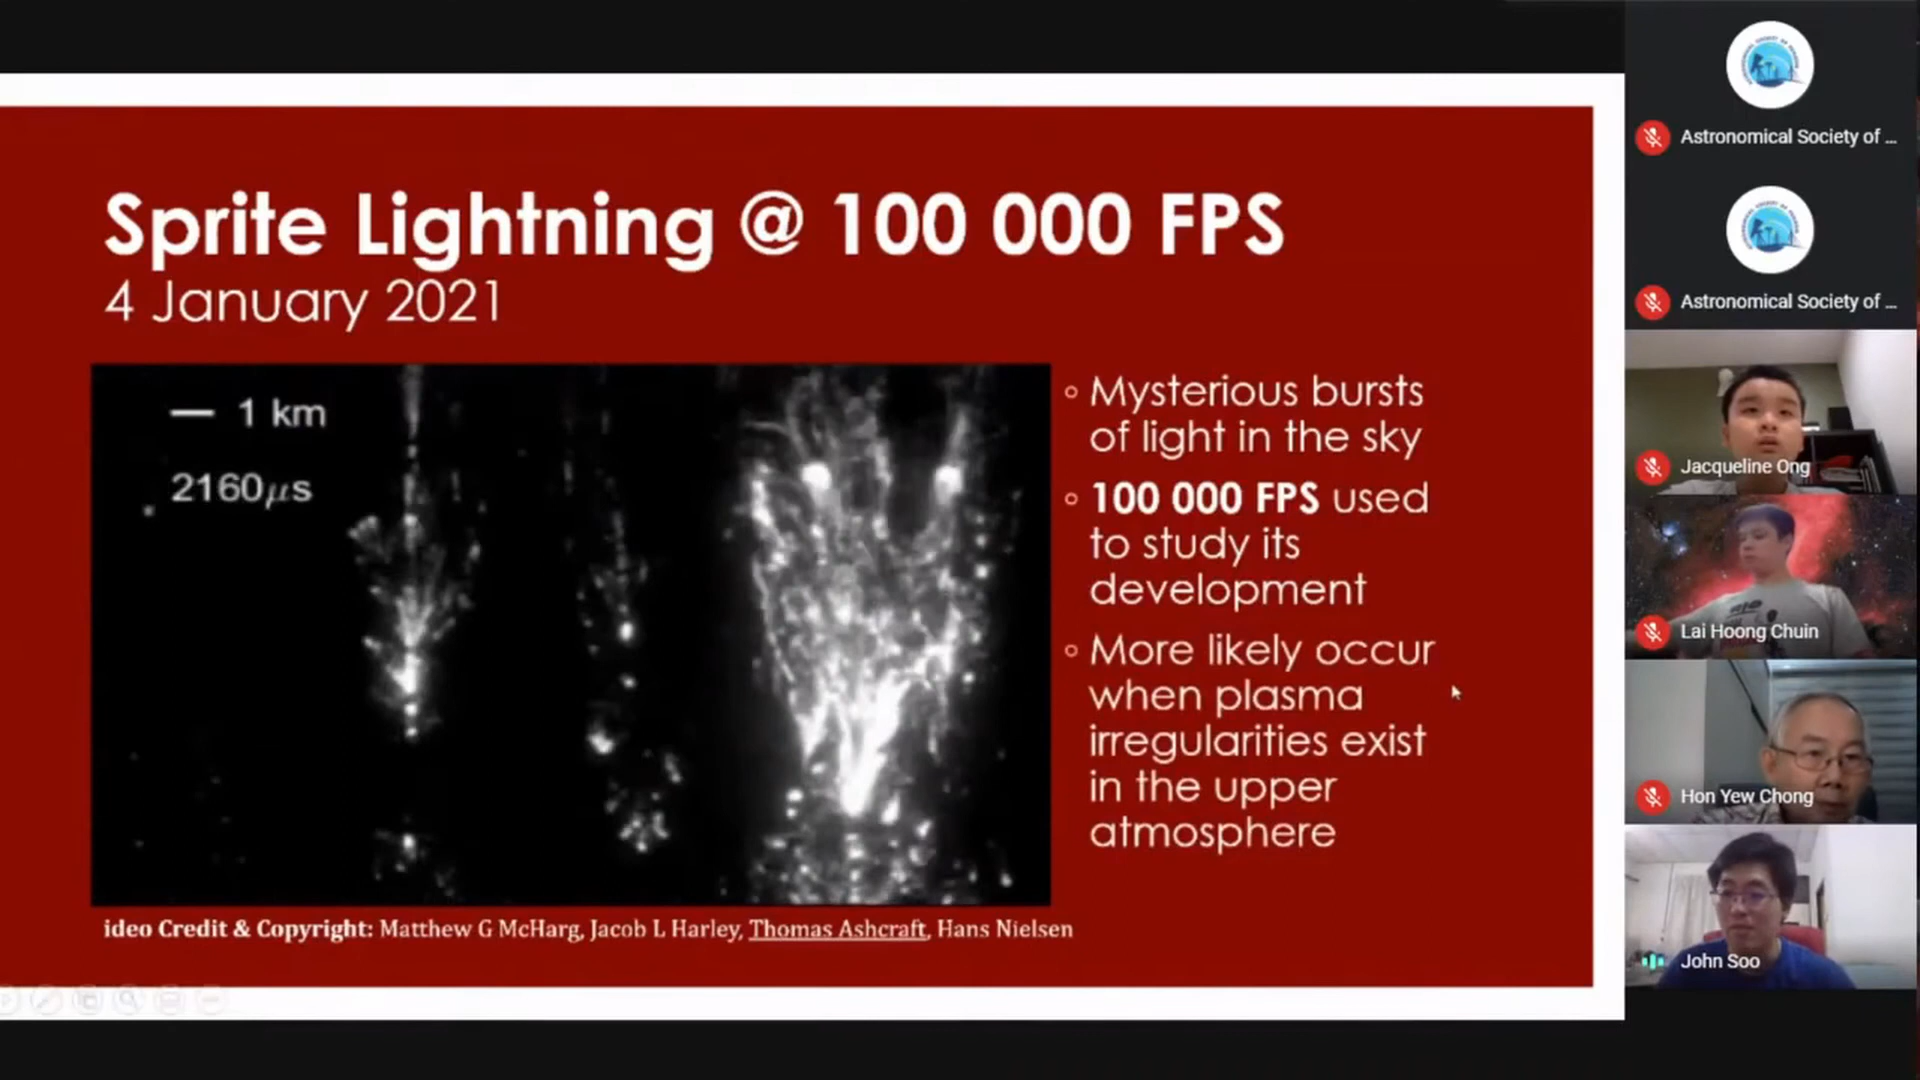 Sprite Lightning @ 100 000 FPS
4 January 2021
1 km
2160μs
◦ Mysterious bursts
of light in the sky
◦ 100 000 FPS used
to study its
development
◦ More likely occur
when plasma
irregularities exist
in the upper
atmosphere
ideo Credit & Copyright: Matthew G McHarg, Jacob L Harley, Thomas Ashcraft, Hans Nielsen
Astronomical Society of ...
Astronomical Society of ...
Jacqueline Ong
Lai Hoong Chuin
Hon Yew Chong
John Soo